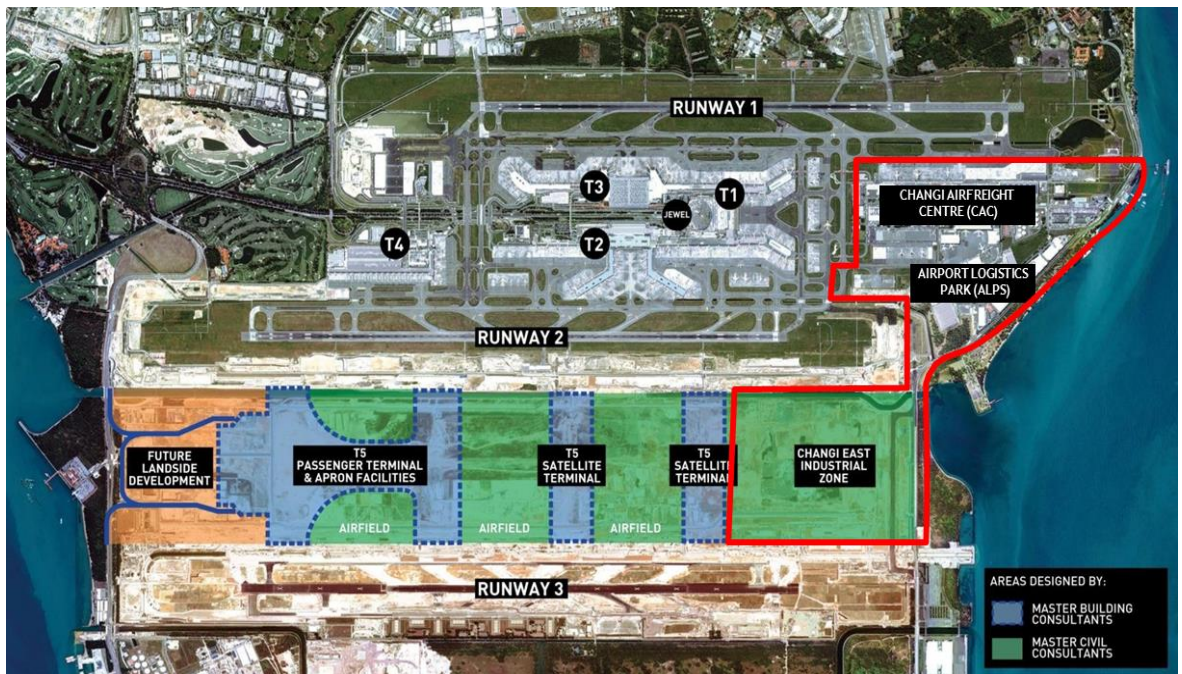 RUNWAY 1
T3
T1
CHANGI AIRFREIGHT
CENTRE (CAC)
JEWEL
T4
T2
AIRPORT LOGISTICS
PARK (ALPS)
RUNWAY 2
FUTURE
LANDSIDE
DEVELOPMENT
T5
PASSENGER TERMINAL
& APRON FACILITIES
T5
SATELLITE
TERMINAL
T5
SATELLITE
TERMINAL
CHANGI EAST
INDUSTRIAL
ZONE
AIRFIELD
AIRFIELD
AIRFIELD
RUNWAY 3
AREAS DESIGNED BY:
MASTER BUILDING
CONSULTANTS
MASTER CIVIL
CONSULTANTS